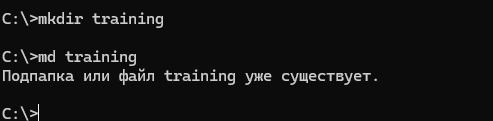 C:\>mkdir training
C:\>md training
Подпапка или файл training уже существует.
C:\>